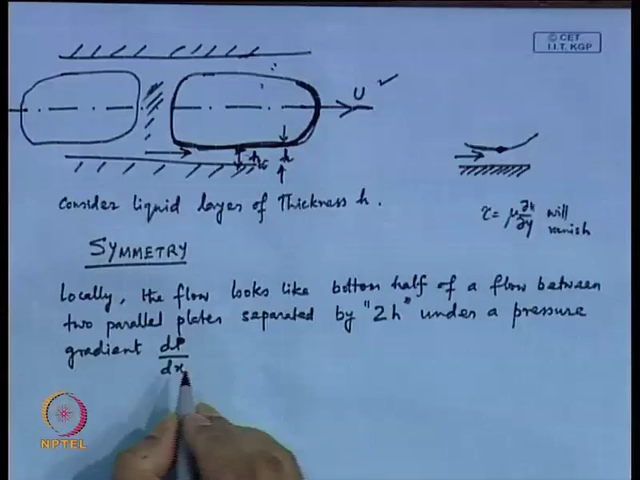 © CET
I.I.T. KGP
U ✓
h
h
Consider liquid layer of Thickness h.
τ = μ ∂u/∂y will
vanish
SYMMETRY
Locally, the flow looks like bottom half of a flow between
two parallel plates separated by "2h" under a pressure
gradient dP/dx
NPTEL